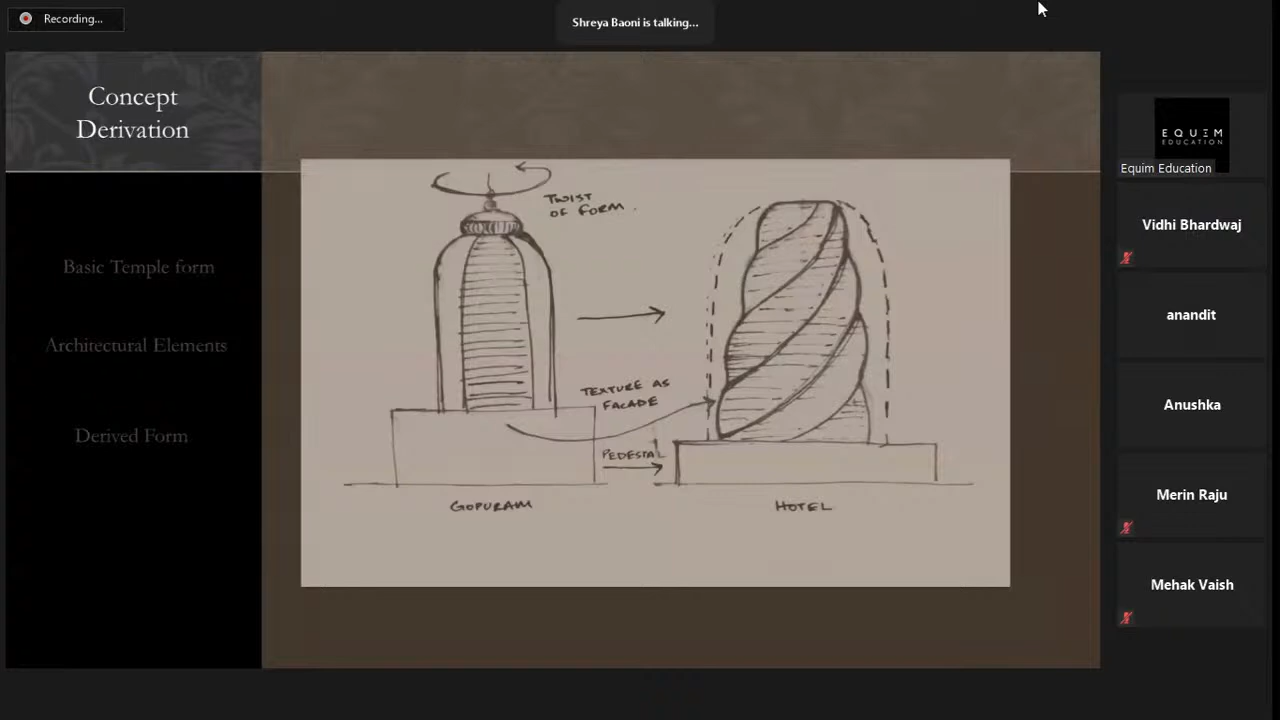 Recording...
Shreya Baoni is talking...
Concept
Derivation
Basic Temple form
Architectural Elements
Derived Form
TWIST
OF FORM.
TEXTURE AS
FACADE
PEDESTAL
GOPURAM
HOTEL
EQUEM
EDUCATION
Equim Education
Vidhi Bhardwaj
anandit
Anushka
Merin Raju
Mehak Vaish